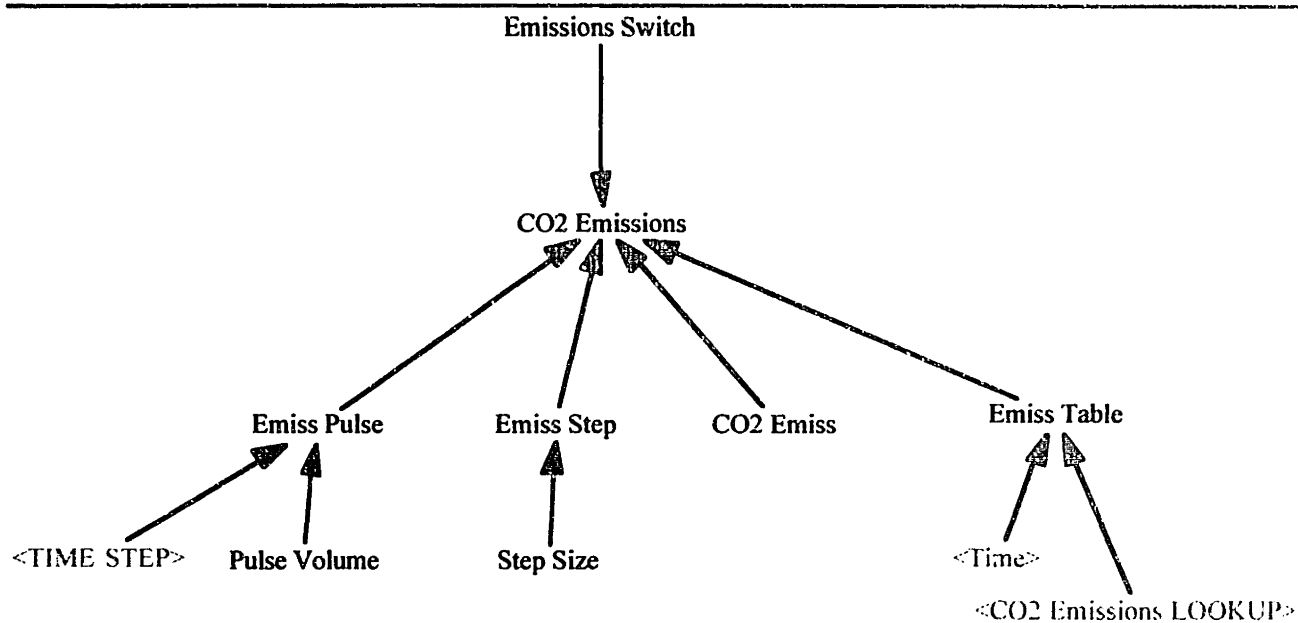 Emissions Switch
CO2 Emissions
Emiss Pulse
Emiss Step
CO2 Emiss
Emiss Table
<TIME STEP>
Pulse Volume
Step Size
<Time>
<CO2 Emissions LOOKUP>